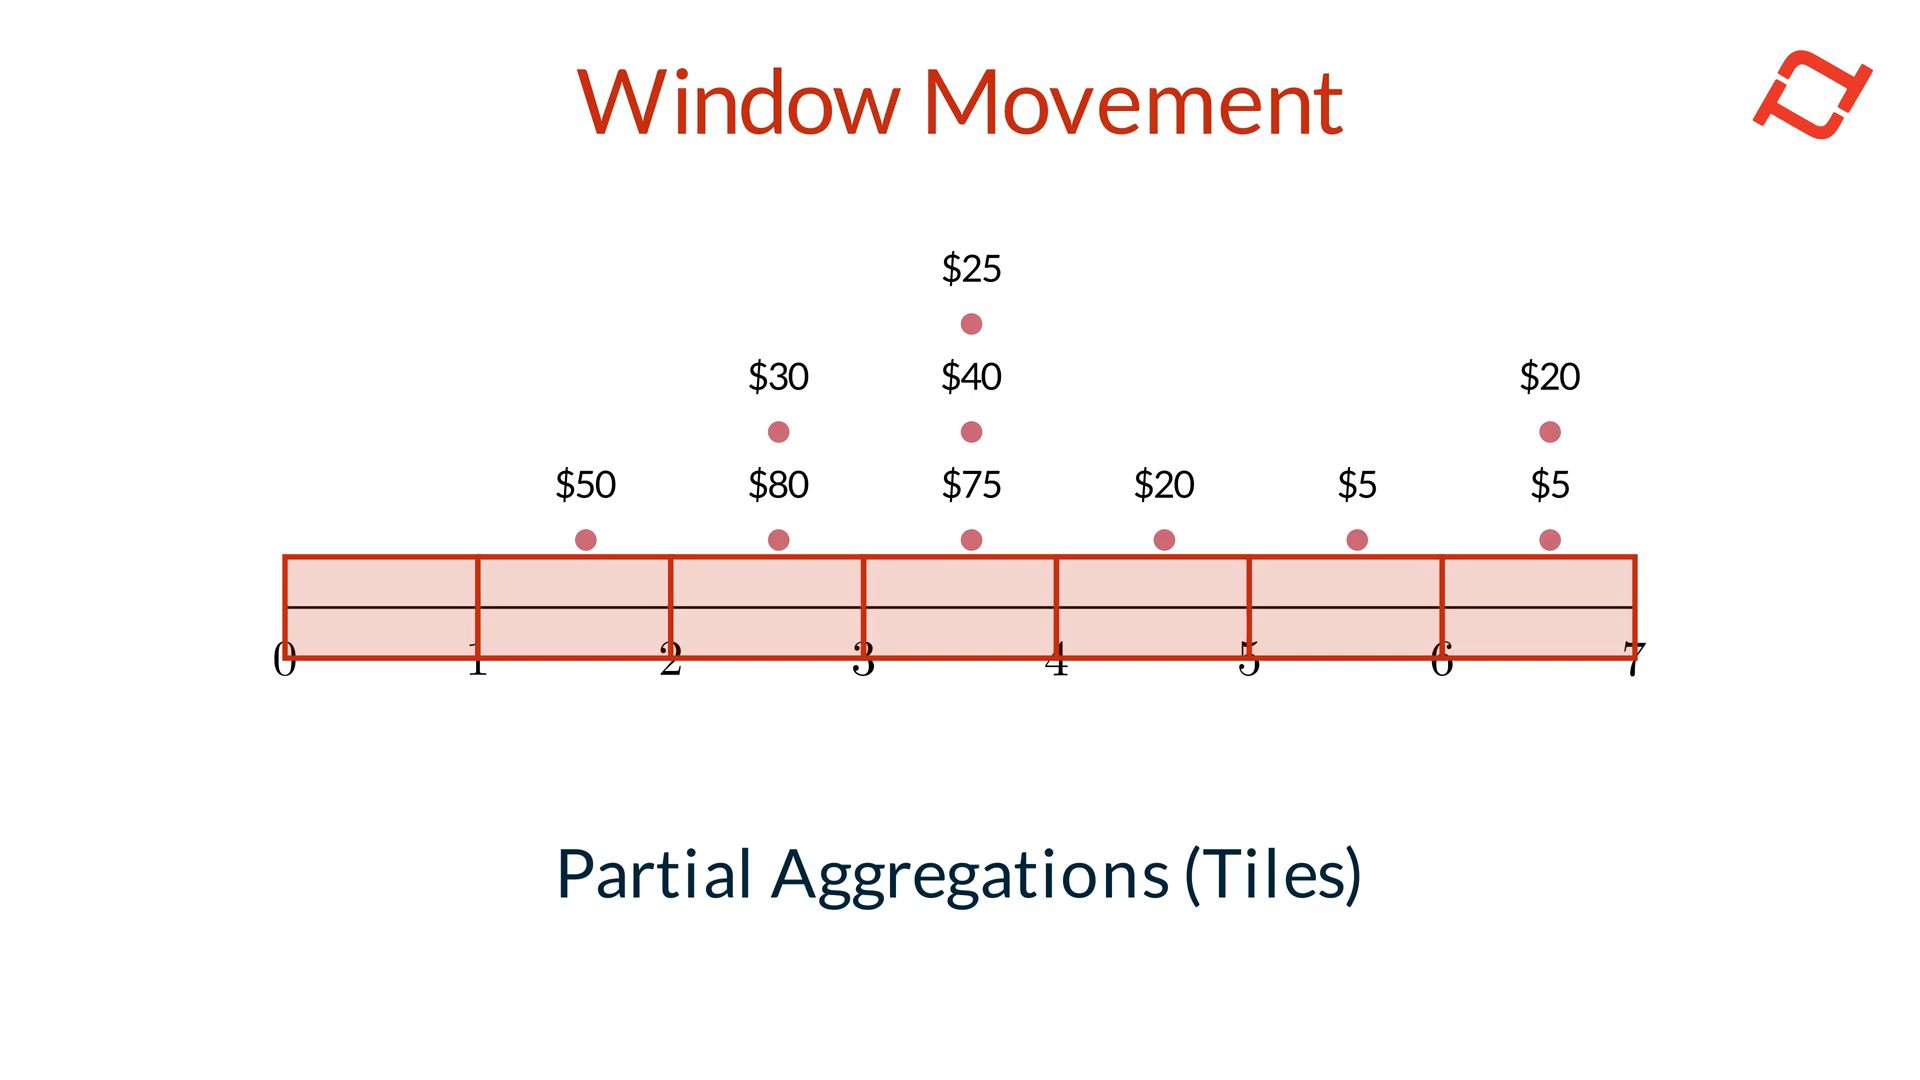 Window Movement
$25
$30 $40 $20
$50 $80 $75 $20 $5 $5
0 1 2 3 4 5 6 7
Partial Aggregations (Tiles)